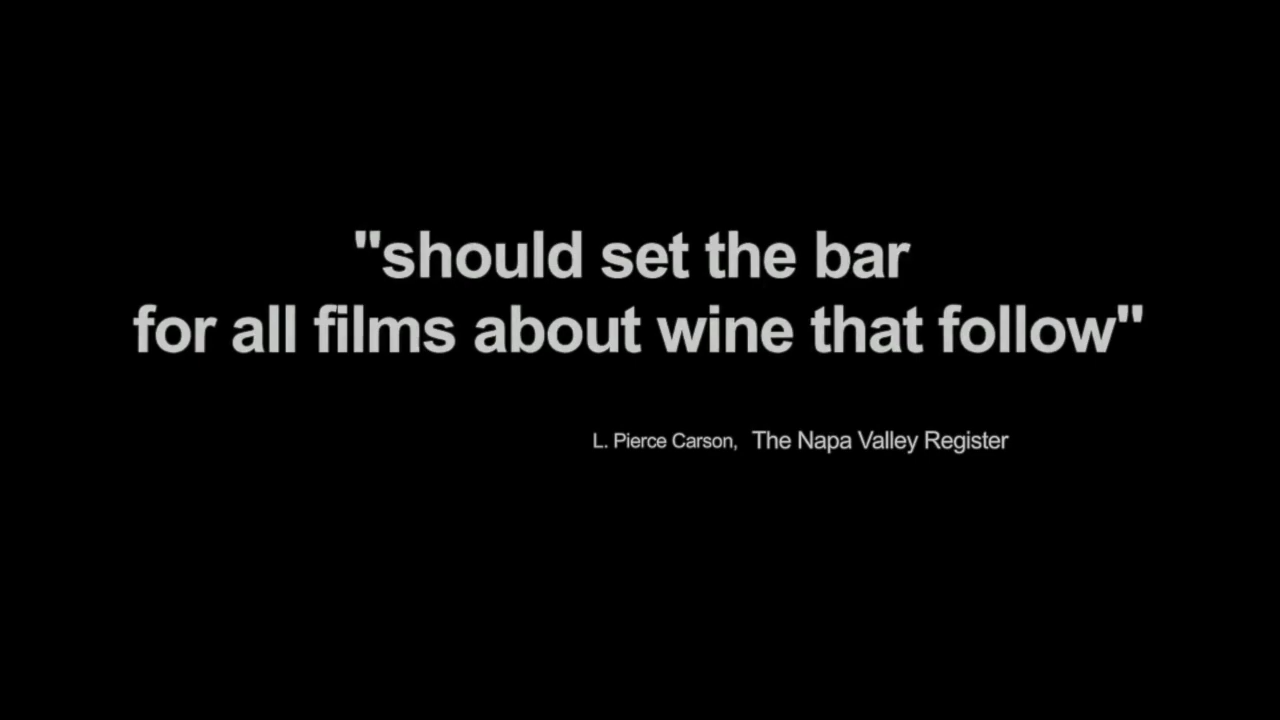 "should set the bar
for all films about wine that follow"
L. Pierce Carson, The Napa Valley Register